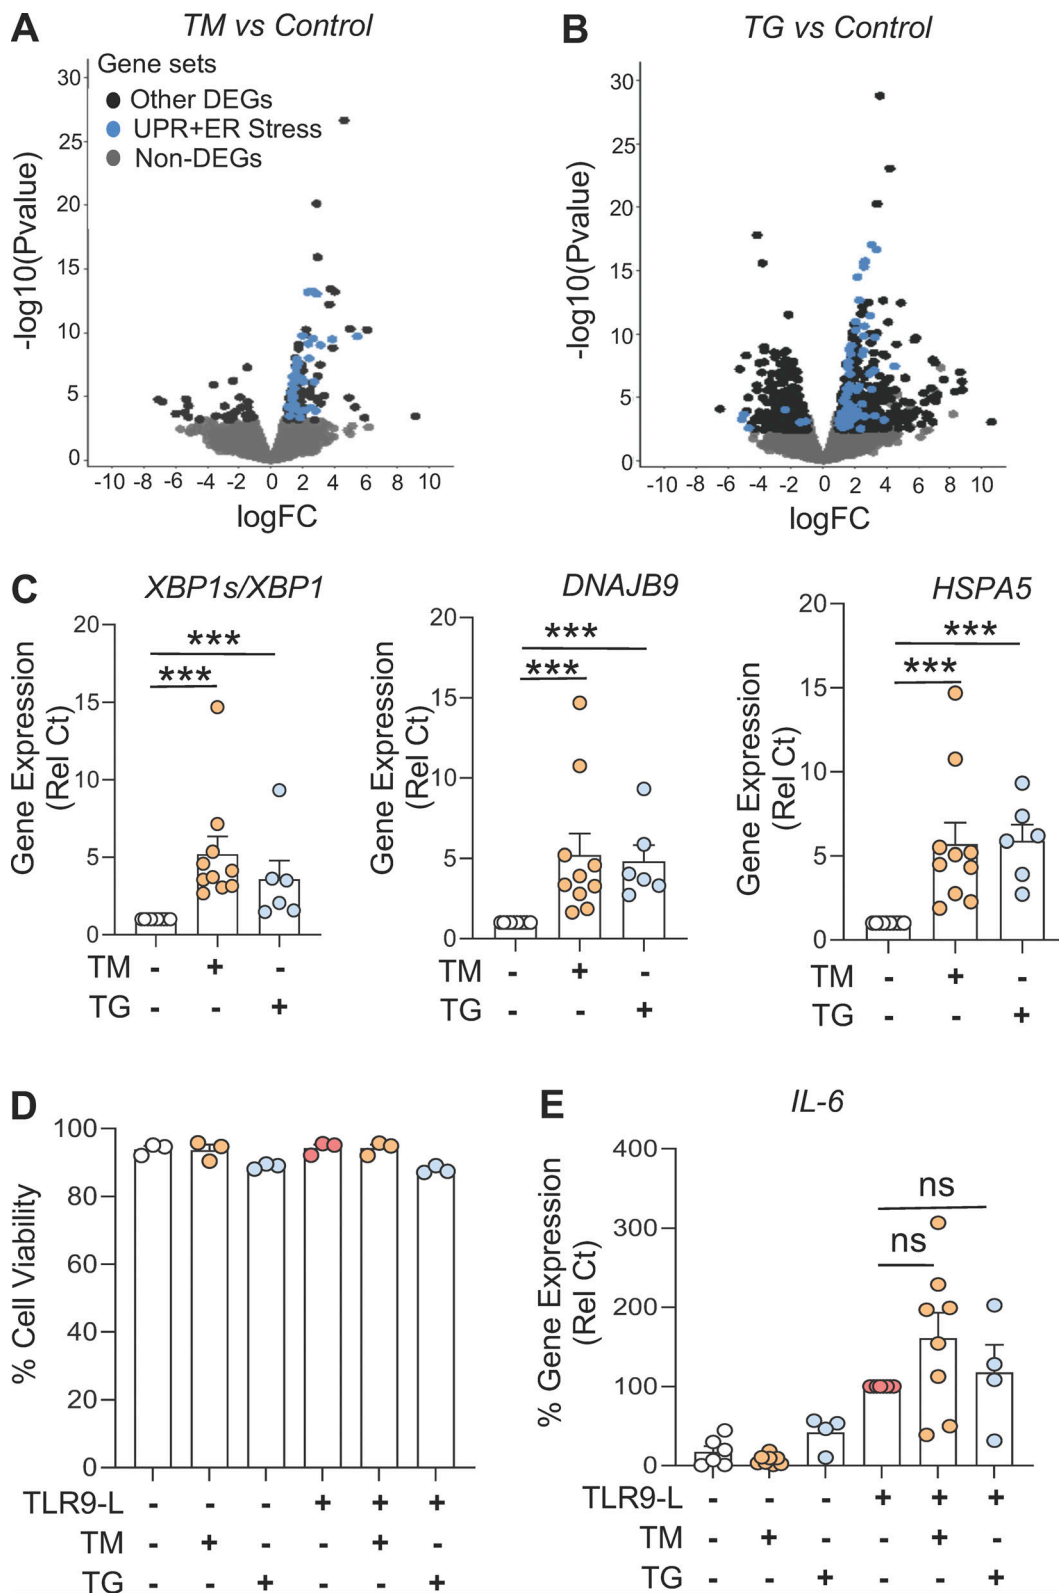 A
TM vs Control
Gene sets
Other DEGs
UPR+ER Stress
Non-DEGs
-log10(Pvalue)
30
25
20
15
10
5
0
-10 -8 -6 -4 -2 0 2 4 6 8 10
logFC
B
TG vs Control
-log10(Pvalue)
30
25
20
15
10
5
0
-10 -8 -6 -4 -2 0 2 4 6 8 10
logFC
C
XBP1s/XBP1
Gene Expression
(Rel Ct)
20
15
10
5
0
***
***
TM - + -
TG - - +
DNAJB9
Gene Expression
(Rel Ct)
20
15
10
5
0
***
***
TM - + -
TG - - +
HSPA5
Gene Expression
(Rel Ct)
20
15
10
5
0
***
***
TM - + -
TG - - +
D
% Cell Viability
100
80
60
40
20
0
TLR9-L - - - + + +
TM - + - - + -
TG - - + - - +
E
IL-6
% Gene Expression
(Rel Ct)
400
300
200
100
0
ns
ns
TLR9-L - - - + + +
TM - + - - + -
TG - - + - - +